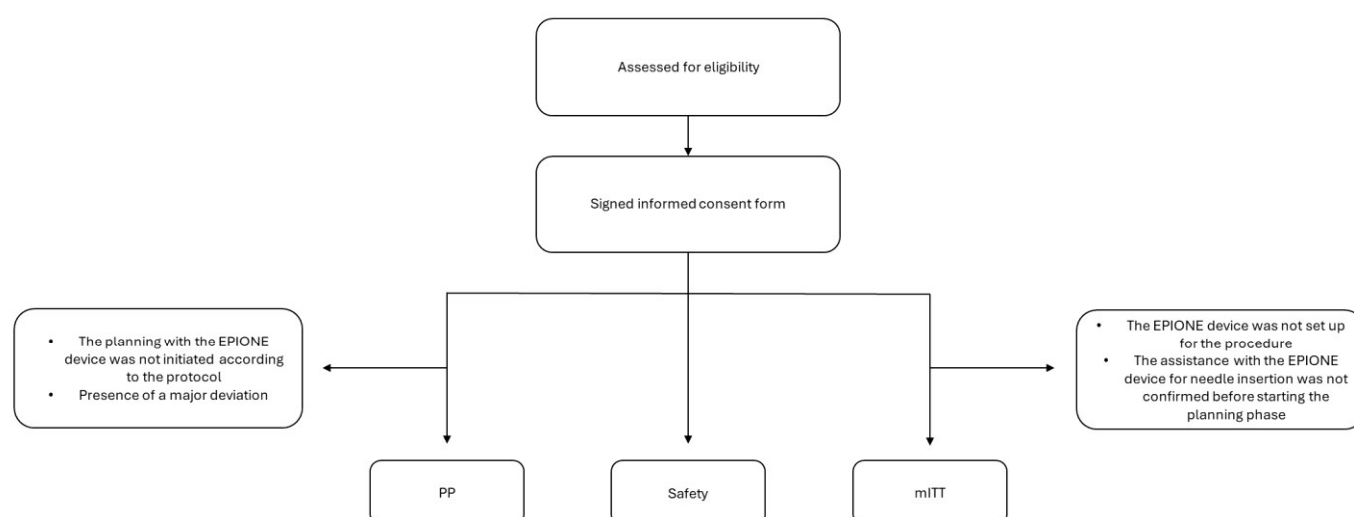 Assessed for eligibility
Signed informed consent form
• The planning with the EPIONE
device was not initiated according
to the protocol
• Presence of a major deviation
• The EPIONE device was not set up
for the procedure
• The assistance with the EPIONE
device for needle insertion was not
confirmed before starting the
planning phase
PP
Safety
mITT